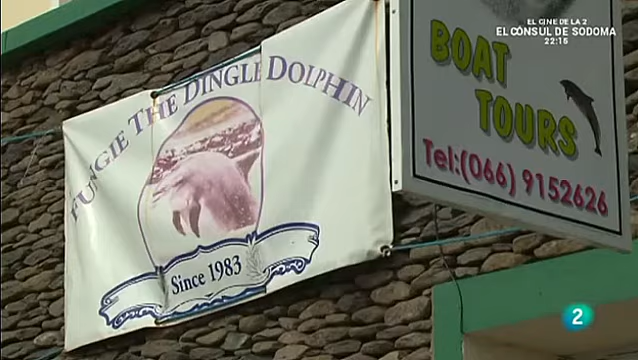 EL CINE DE LA 2
EL CÓNSUL DE SODOMA
22:15
FUNGIE THE DINGLE DOLPHIN
Since 1983
BOAT
TOURS
Tel:(066) 9152626
2